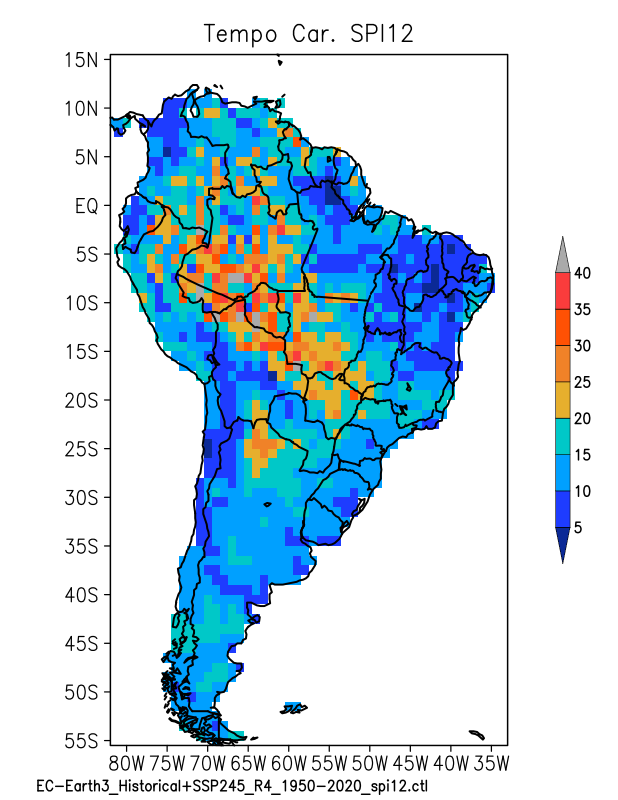 Tempo Car. SPI12
15N
10N
5N
EQ
5S
10S
15S
20S
25S
30S
35S
40S
45S
50S
55S
80W 75W 70W 65W 60W 55W 50W 45W 40W 35W
40
35
30
25
20
15
10
5
EC-Earth3_Historical+SSP245_R4_1950-2020_spi12.ctl